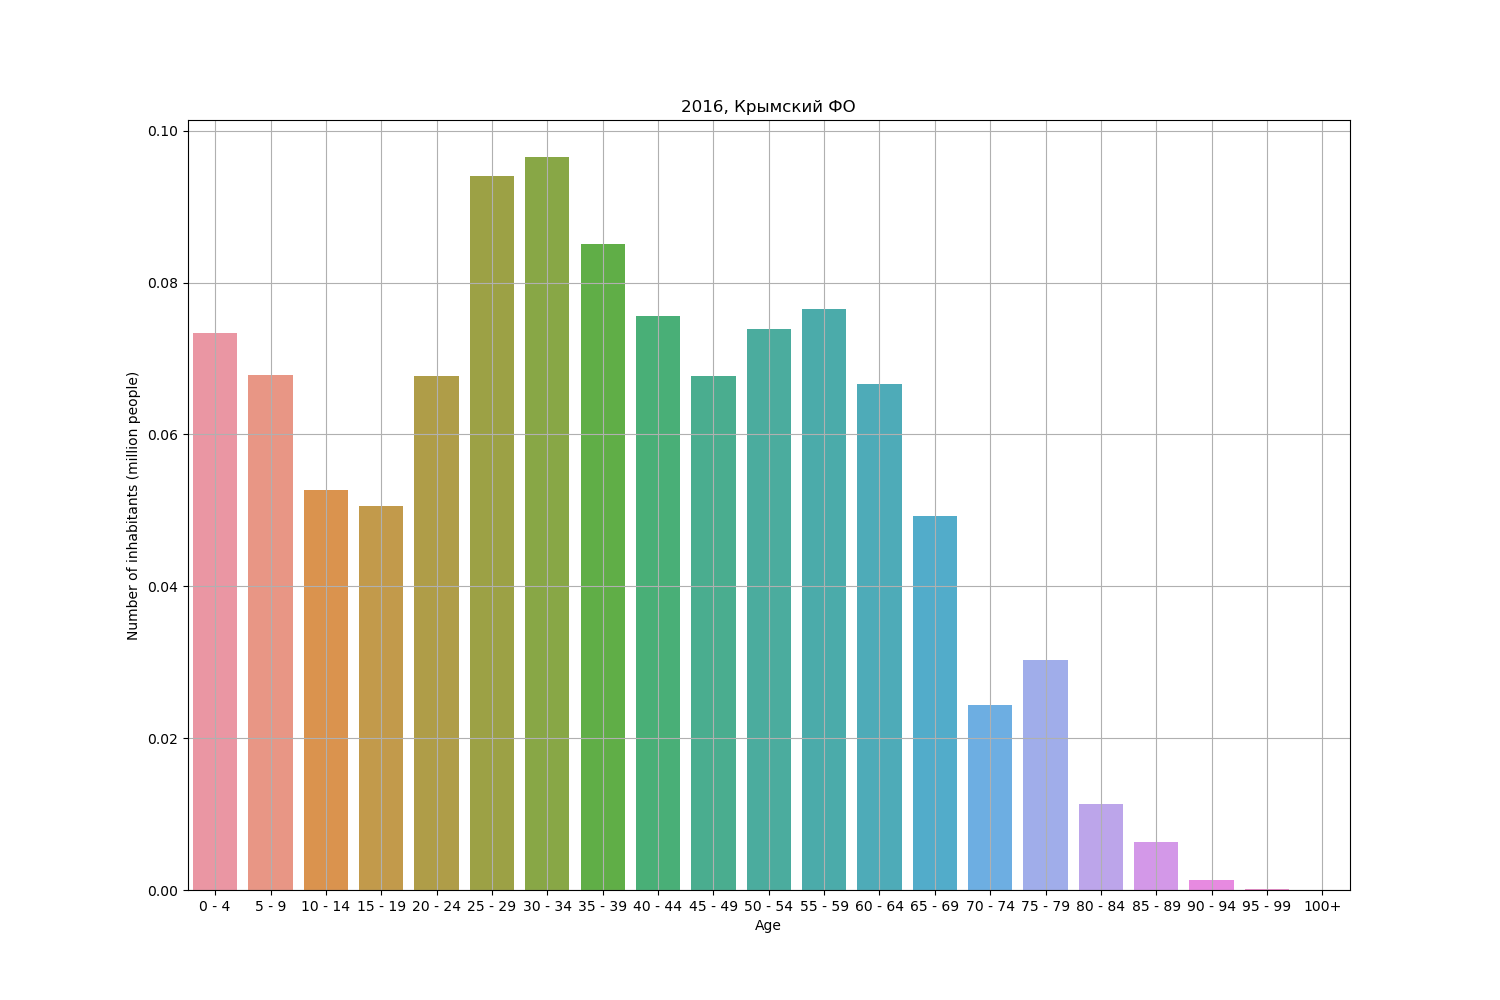 2016, Крымский ФО
Number of inhabitants (million people)
0.10
0.08
0.06
0.04
0.02
0.00
0 - 4 5 - 9 10 - 14 15 - 19 20 - 24 25 - 29 30 - 34 35 - 39 40 - 44 45 - 49 50 - 54 55 - 59 60 - 64 65 - 69 70 - 74 75 - 79 80 - 84 85 - 89 90 - 94 95 - 99 100+
Age